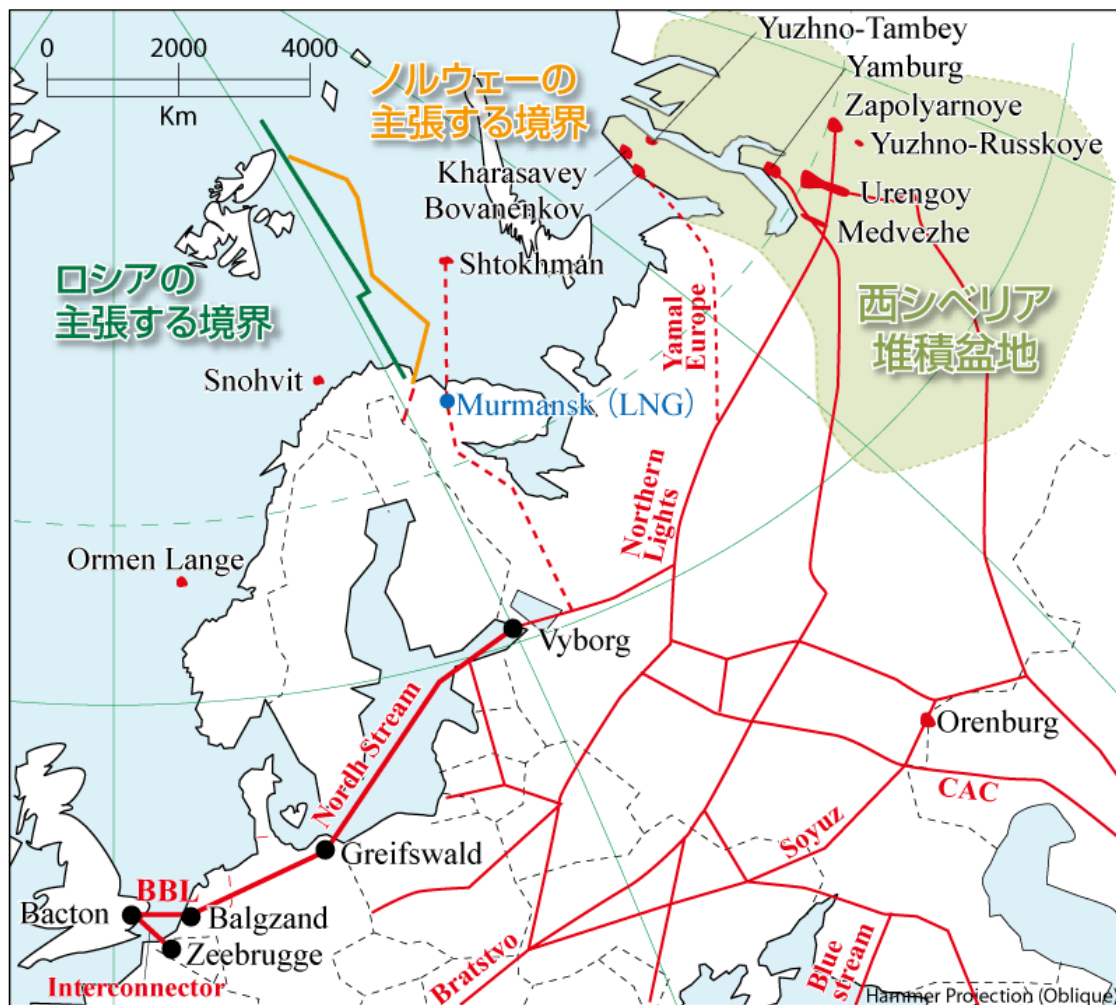 0 2000 4000
Km
ノルウェーの
主張する境界
Yuzhno-Tambey
Yamburg
Zapolyarnoye
Yuzhno-Russkoye
Kharasavey
Bovanenkov
Urengoy
Medvezhe
Shtokhman
ロシアの
主張する境界
西シベリア
堆積盆地
Yamal
Europe
Snohvit
Murmansk (LNG)
Northern
Lights
Ormen Lange
Vyborg
Nordh Stream
Orenburg
CAC
Soyuz
Greifswald
BBL
Bacton
Balgzand
Zeebrugge
Interconnector
Bratstvo
Blue
stream
Hammer Projection (Oblique